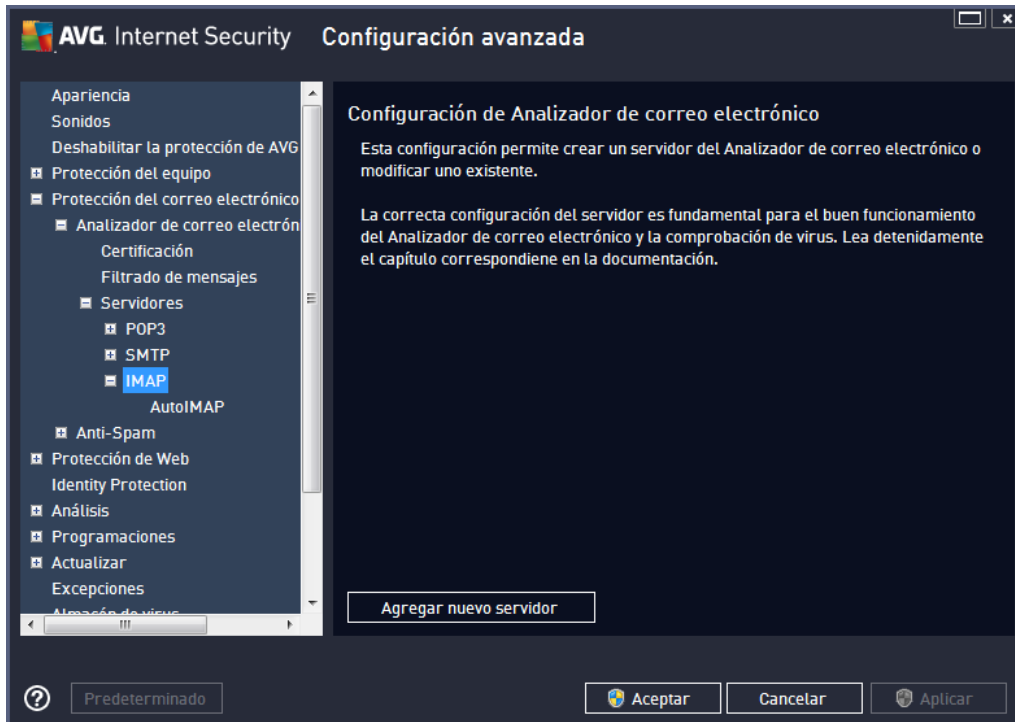 AVG. Internet Security
Configuración avanzada
Apariencia
Sonidos
Deshabilitar la protección de AVG
Protección del equipo
Protección del correo electrónico
Analizador de correo electrón
Certificación
Filtrado de mensajes
Servidores
POP3
SMTP
IMAP
AutoIMAP
Anti-Spam
Protección de Web
Identity Protection
Análisis
Programaciones
Actualizar
Excepciones
Almacén de virus
Configuración de Analizador de correo electrónico
Esta configuración permite crear un servidor del Analizador de correo electrónico o
modificar uno existente.
La correcta configuración del servidor es fundamental para el buen funcionamiento
del Analizador de correo electrónico y la comprobación de virus. Lea detenidamente
el capítulo correspondiene en la documentación.
Agregar nuevo servidor
Predeterminado
Aceptar
Cancelar
Aplicar